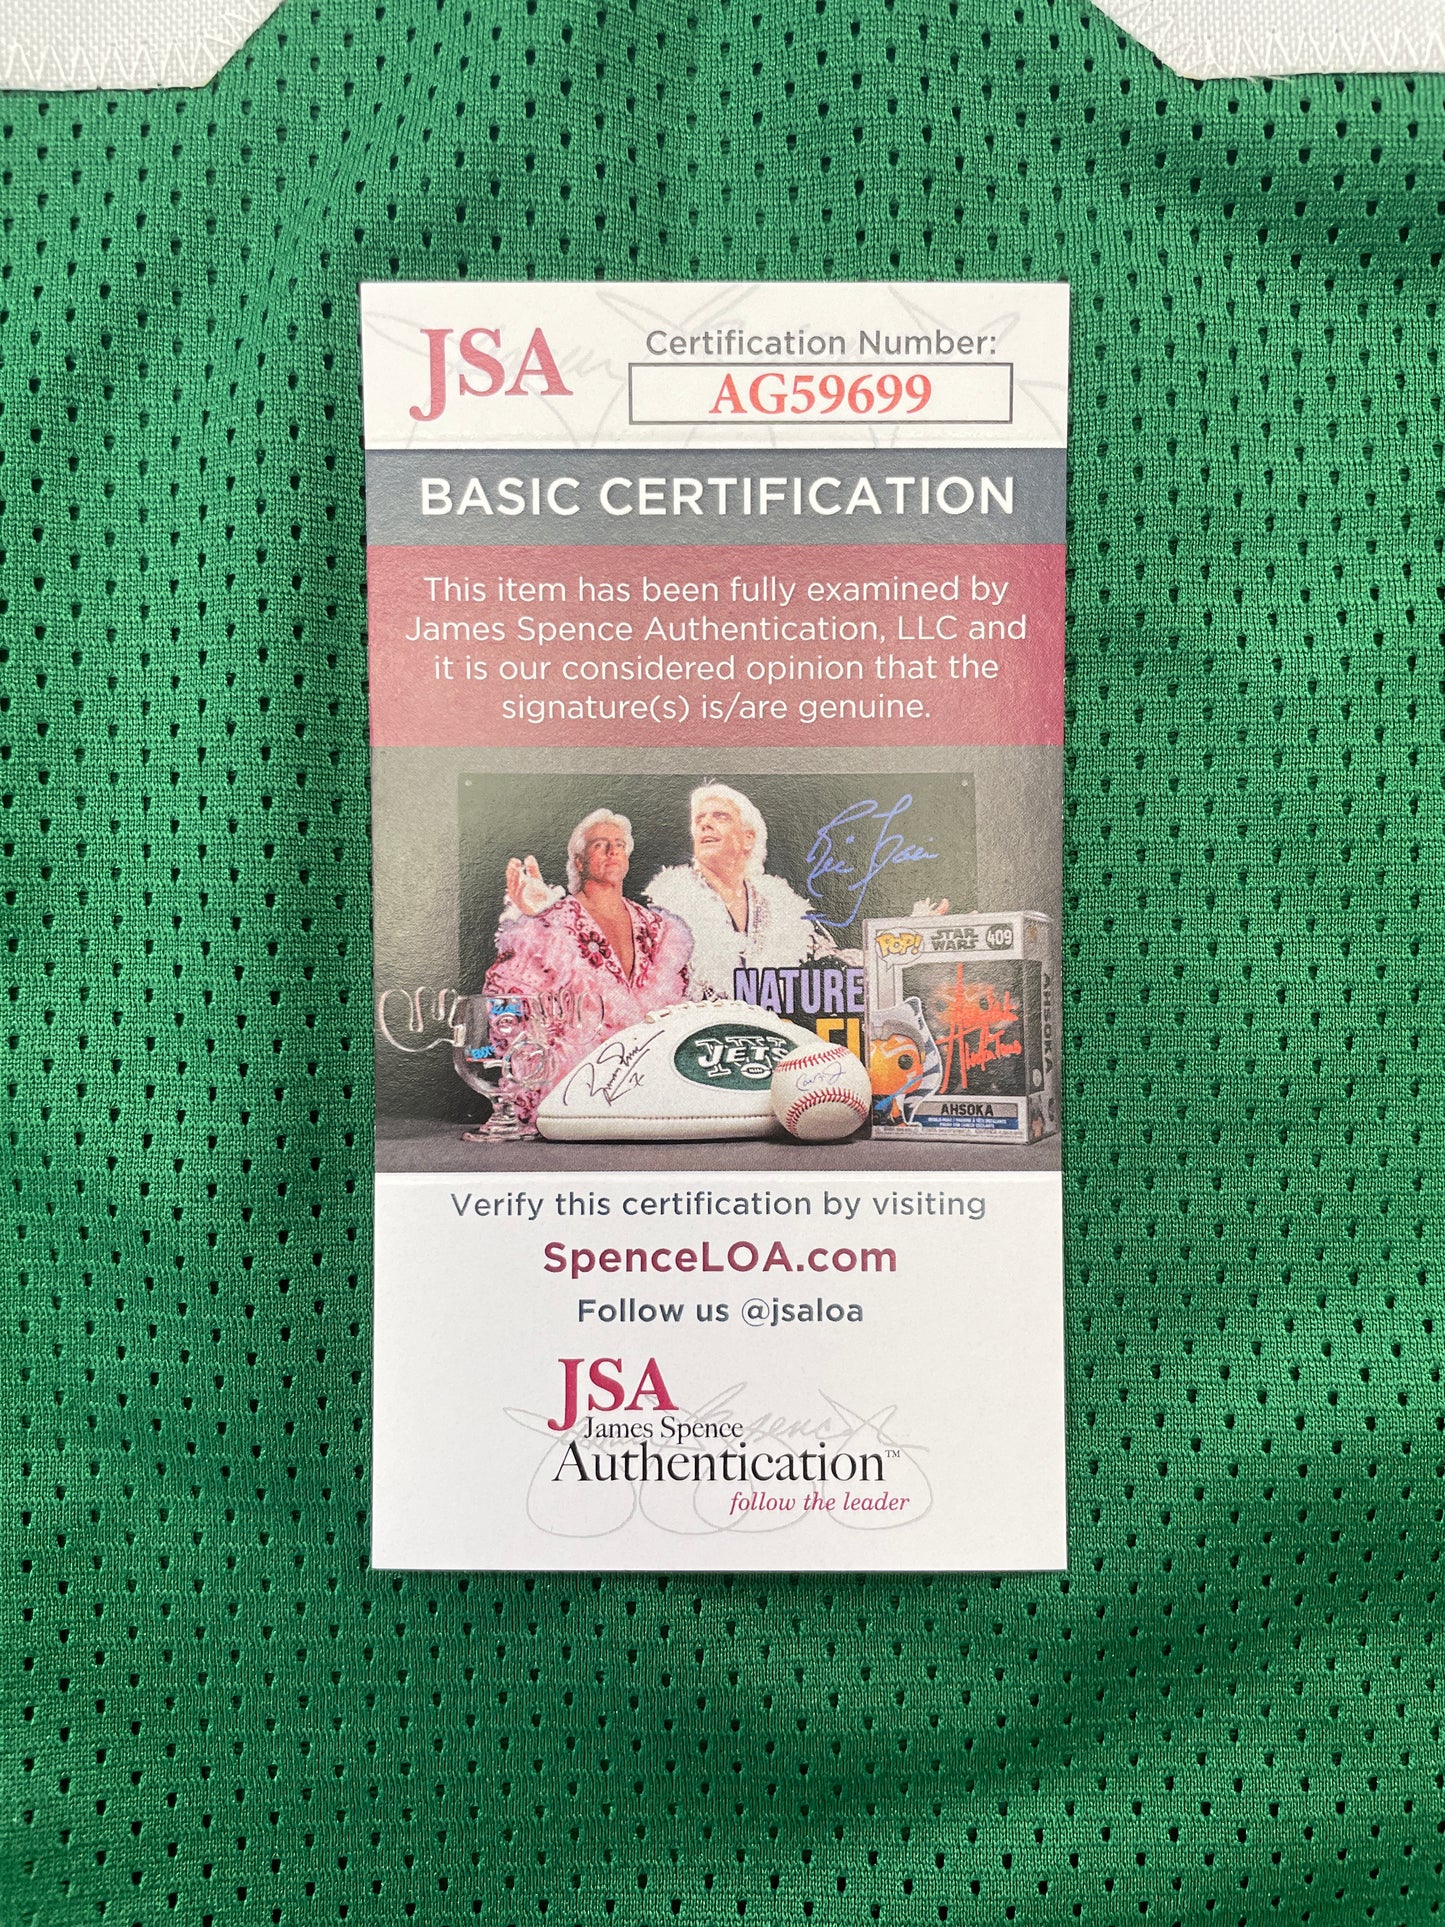 JSA
Certification Number:
AG59699
BASIC CERTIFICATION
This item has been fully examined by
James Spence Authentication, LLC and
it is our considered opinion that the
signature(s) is/are genuine.
NATURE
POP!
STAR
WARS
409
AHSOKA
JETS
AHSOKA
Verify this certification by visiting
SpenceLOA.com
Follow us @jsaloa
JSA
James Spence
Authentication™
follow the leader